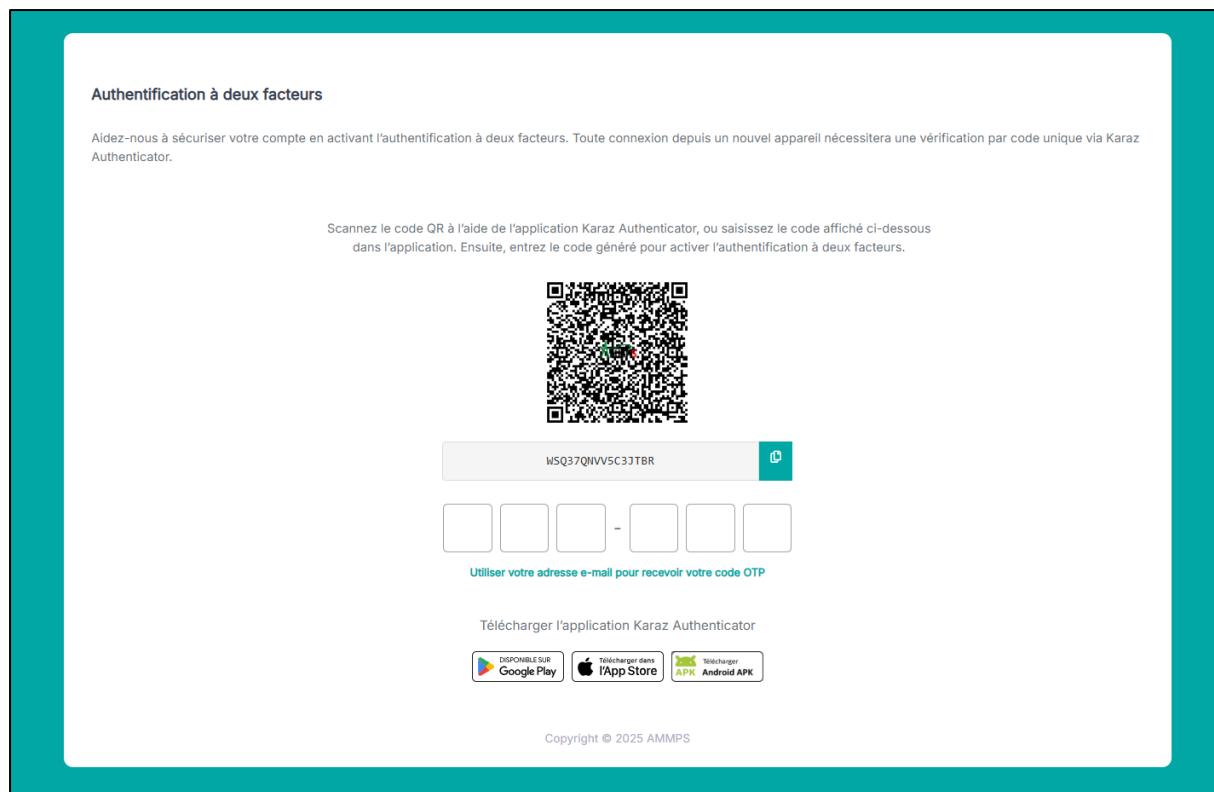 Authentification à deux facteurs
Aidez-nous à sécuriser votre compte en activant l’authentification à deux facteurs. Toute connexion depuis un nouvel appareil nécessitera une vérification par code unique via Karaz
Authenticator.
Scannez le code QR à l’aide de l’application Karaz Authenticator, ou saisissez le code affiché ci-dessous
dans l’application. Ensuite, entrez le code généré pour activer l’authentification à deux facteurs.
WSQ37QNVV5C3JTBR
-
Utiliser votre adresse e-mail pour recevoir votre code OTP
Télécharger l’application Karaz Authenticator
DISPONIBLE SUR
Google Play
Télécharger dans
l’App Store
Télécharger
APK Android APK
Copyright © 2025 AMMPS